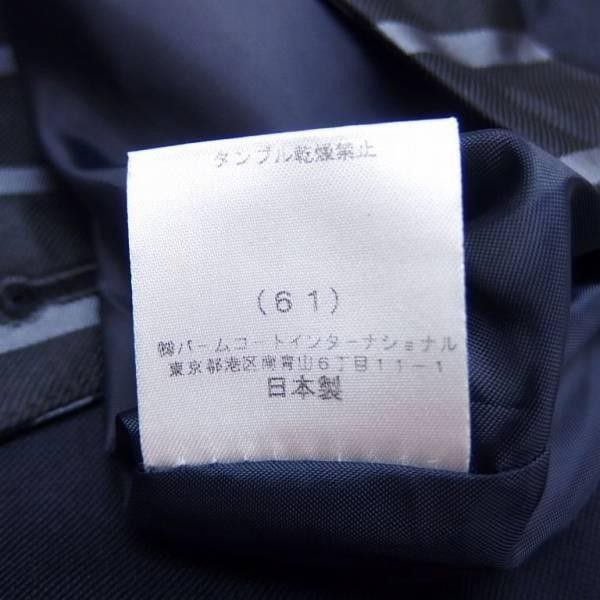 タンブル乾燥禁止
(61)
㈱パームコートインターナショナル
東京都港区南青山6丁目11-1
日本製